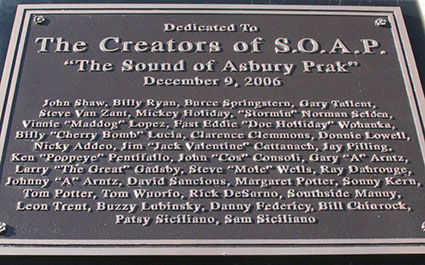 Dedicated To
The Creators of S.O.A.P.
"The Sound of Asbury Prak"
December 9, 2006
John Shaw, Billy Ryan, Burce Springstern, Gary Tallent,
Steve Van Zant, Mickey Holiday, "Stormin" Norman Selden,
Vinnie "Maddog" Lopez, Fast Eddie "Doc Holliday" Wohanka,
Billy "Cherry Bomb" Lucia, Clarence Clemmons, Donnie Lowell,
Nicky Addeo, Jim "Jack Valentine" Cattanach, Jay Pilling,
Ken "Poopeye" Pentifallo, John "Cos" Consoli, Gary "A" Arntz,
Larry "The Great" Gadsby, Steve "Mole" Wells, Ray Dahrouge,
Johnny "A" Arntz, David Sancious, Margaret Potter, Sonny Kern,
Tom Potter, Tom Wuorio, Rick DeSarno, Southside Manny,
Leon Trent, Buzzy Lubinsky, Danny Federicy, Bill Chinrock,
Patsy Siciliano, Sam Siciliano